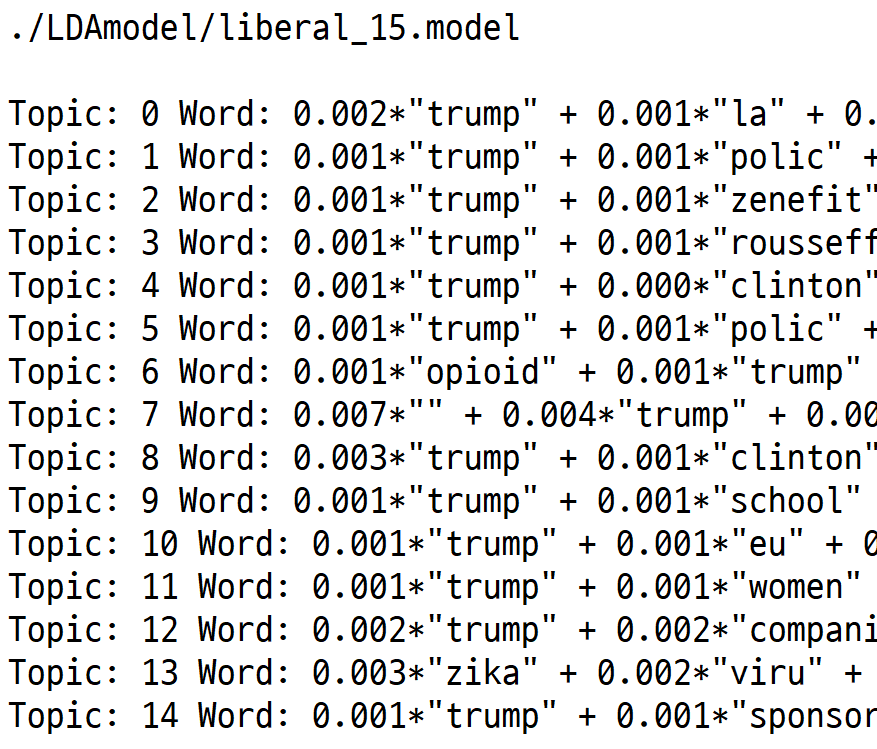 ./LDAmodel/liberal_15.model
Topic: 0 Word: 0.002*"trump" + 0.001*"la" + 0.
Topic: 1 Word: 0.001*"trump" + 0.001*"polic" +
Topic: 2 Word: 0.001*"trump" + 0.001*"zenefit"
Topic: 3 Word: 0.001*"trump" + 0.001*"rousseff
Topic: 4 Word: 0.001*"trump" + 0.000*"clinton"
Topic: 5 Word: 0.001*"trump" + 0.001*"polic" +
Topic: 6 Word: 0.001*"opioid" + 0.001*"trump"
Topic: 7 Word: 0.007*"" + 0.004*"trump" + 0.00
Topic: 8 Word: 0.003*"trump" + 0.001*"clinton"
Topic: 9 Word: 0.001*"trump" + 0.001*"school"
Topic: 10 Word: 0.001*"trump" + 0.001*"eu" + 0
Topic: 11 Word: 0.001*"trump" + 0.001*"women"
Topic: 12 Word: 0.002*"trump" + 0.002*"compani
Topic: 13 Word: 0.003*"zika" + 0.002*"viru" +
Topic: 14 Word: 0.001*"trump" + 0.001*"sponsor